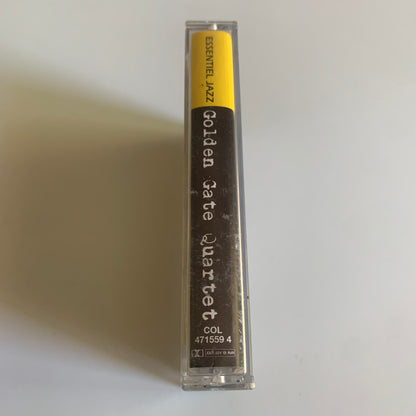 ESSENTIEL JAZZ
Golden Gate Quartet
COL
471559 4